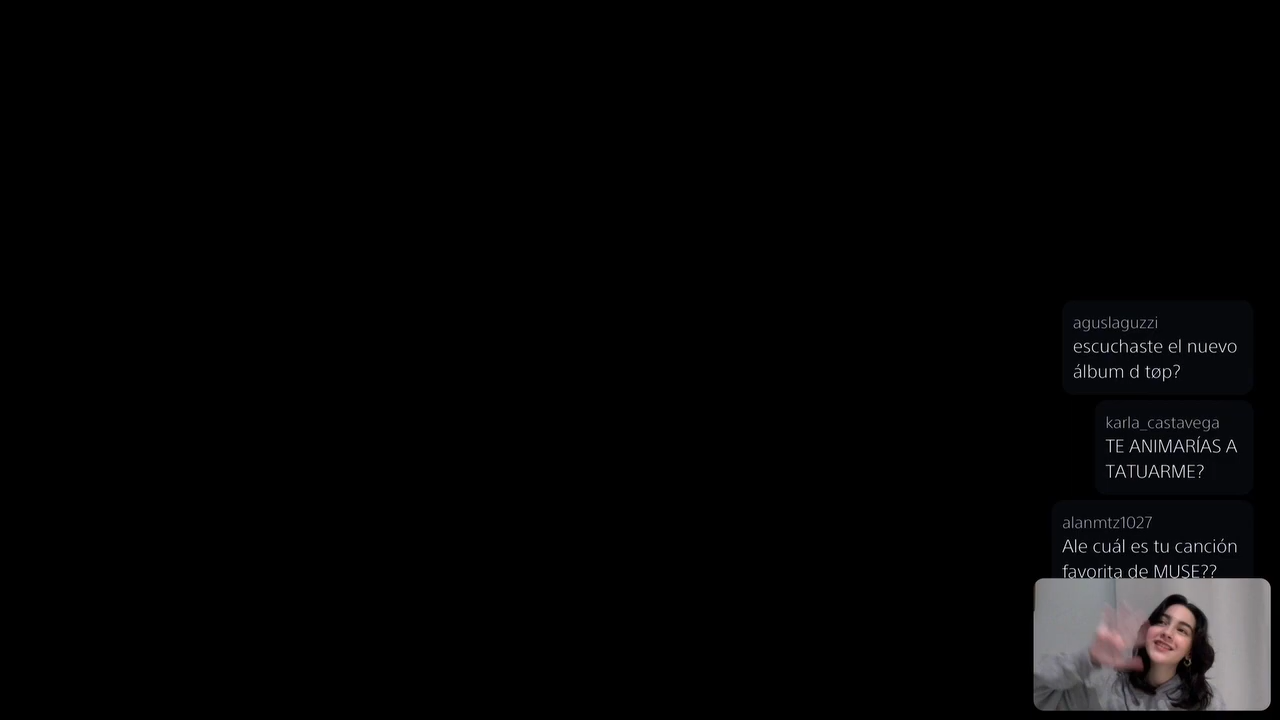 aguslaguzzi
escuchaste el nuevo
álbum d tøp?
karla_castavega
TE ANIMARÍAS A
TATUARME?
alanmtz1027
Ale cuál es tu canción
favorita de MUSE??